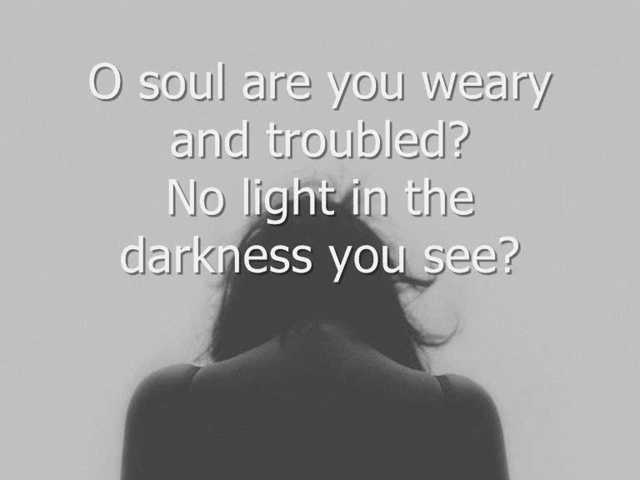 O soul are you weary
and troubled?
No light in the
darkness you see?